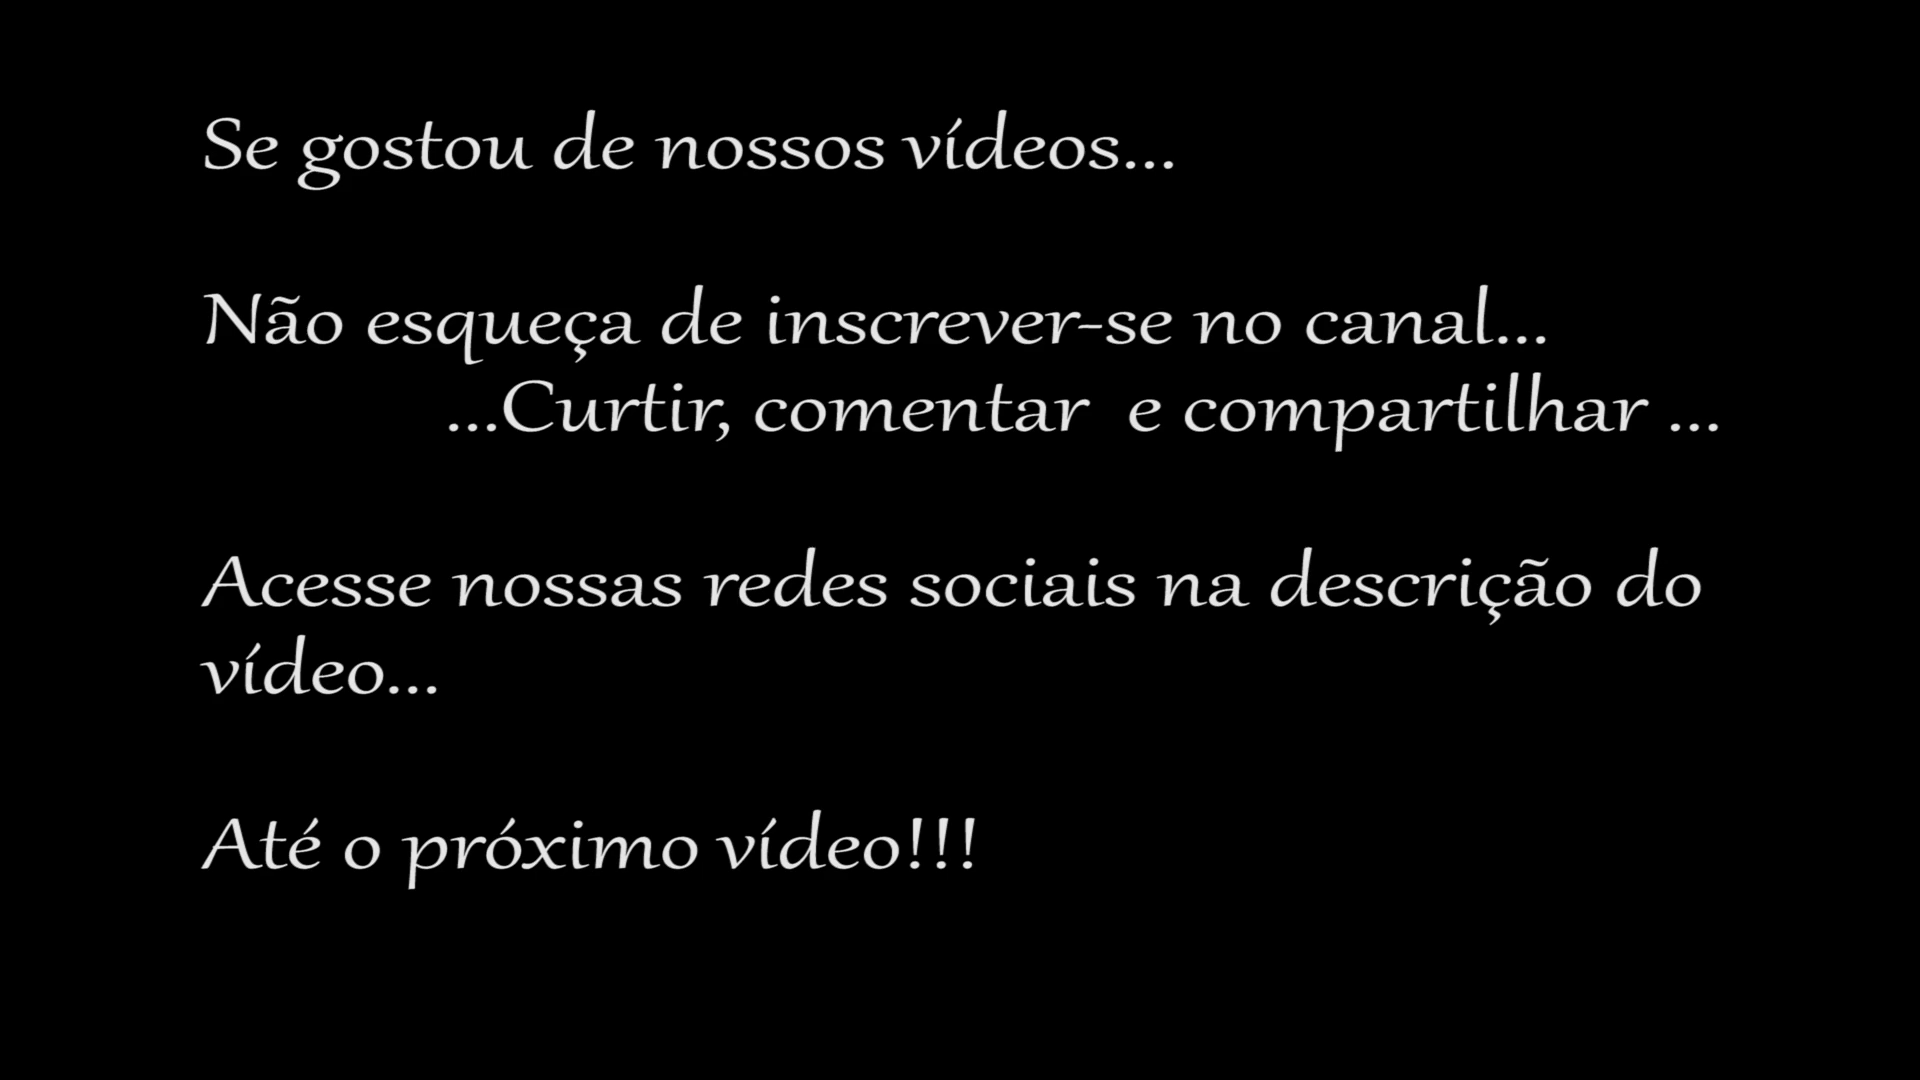 Se gostou de nossos vídeos...
Não esqueça de inscrever-se no canal...
...Curtir, comentar  e compartilhar ...
Acesse nossas redes sociais na descrição do
vídeo...
Até o próximo vídeo!!!